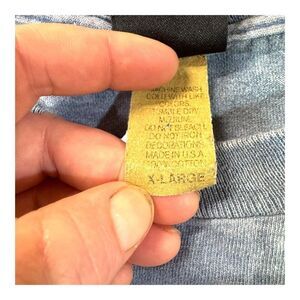 MACHINE WASH
COLD WITH LIKE
COLORS.
TUMBLE DRY
MEDIUM.
DO NOT BLEACH.
DO NOT IRON
DECORATIONS.
MADE IN U.S.A.
100% COTTON
X-LARGE